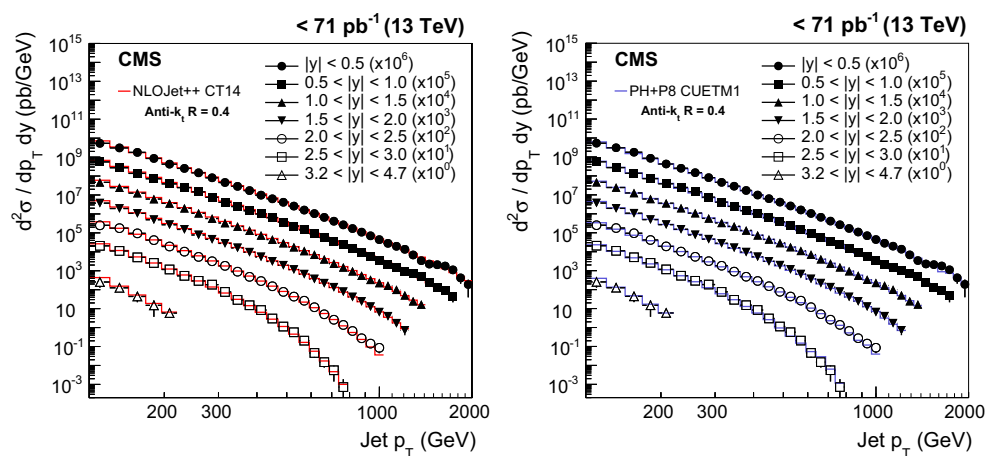 < 71 pb⁻¹ (13 TeV)
CMS
NLOJet++ CT14
Anti-kₜ R = 0.4
|y| < 0.5 (x10⁶)
0.5 < |y| < 1.0 (x10⁵)
1.0 < |y| < 1.5 (x10⁴)
1.5 < |y| < 2.0 (x10³)
2.0 < |y| < 2.5 (x10²)
2.5 < |y| < 3.0 (x10¹)
3.2 < |y| < 4.7 (x10⁰)
d²σ / dp_T dy (pb/GeV)
10¹⁵
10¹³
10¹¹
10⁹
10⁷
10⁵
10³
10
10⁻¹
10⁻³
200 300 1000 2000
Jet p_T (GeV)
< 71 pb⁻¹ (13 TeV)
CMS
PH+P8 CUETM1
Anti-kₜ R = 0.4
|y| < 0.5 (x10⁶)
0.5 < |y| < 1.0 (x10⁵)
1.0 < |y| < 1.5 (x10⁴)
1.5 < |y| < 2.0 (x10³)
2.0 < |y| < 2.5 (x10²)
2.5 < |y| < 3.0 (x10¹)
3.2 < |y| < 4.7 (x10⁰)
d²σ / dp_T dy (pb/GeV)
10¹⁵
10¹³
10¹¹
10⁹
10⁷
10⁵
10³
10
10⁻¹
10⁻³
200 300 1000 2000
Jet p_T (GeV)